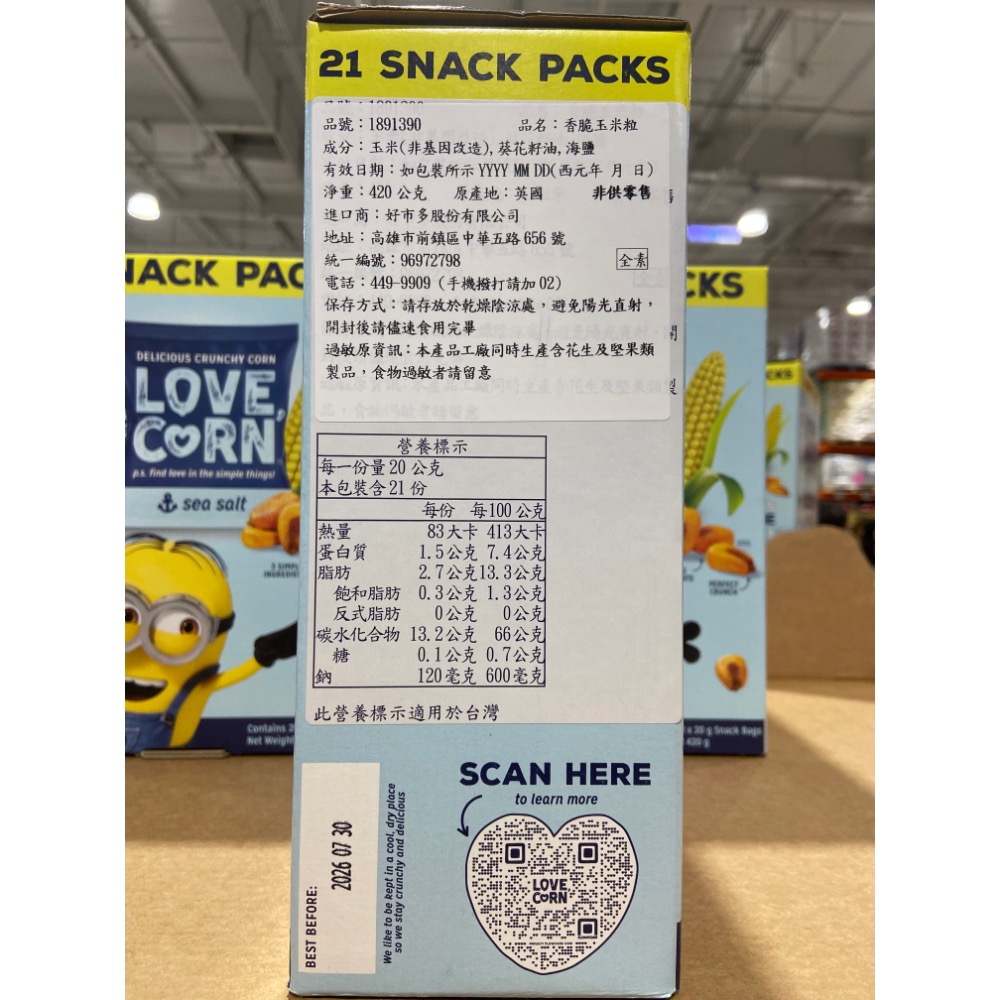 21 SNACK PACKS
品號：1891390 品名：香脆玉米粒
成分：玉米(非基因改造), 葵花籽油, 海鹽
有效日期：如包裝所示 YYYY MM DD(西元年 月 日)
淨重：420 公克 原產地：英國 非供零售
進口商：好市多股份有限公司
地址：高雄市前鎮區中華五路 656 號
統一編號：96972798 全素
電話：449-9909（手機撥打請加 02）
保存方式：請存放於乾燥陰涼處，避免陽光直射，
開封後請儘速食用完畢
過敏原資訊：本產品工廠同時生產含花生及堅果類
製品，食物過敏者請留意
營養標示
每一份量 20 公克
本包裝含 21 份
每份 每 100 公克
熱量 83 大卡 413 大卡
蛋白質 1.5 公克 7.4 公克
脂肪 2.7 公克 13.3 公克
飽和脂肪 0.3 公克 1.3 公克
反式脂肪 0 公克 0 公克
碳水化合物 13.2 公克 66 公克
糖 0.1 公克 0.7 公克
鈉 120 毫克 600 毫克
此營養標示適用於台灣
SCAN HERE
to learn more
LOVE
CORN
BEST BEFORE:
2026 07 30
We like to be kept in a cool, dry place
so we stay crunchy and delicious
NACK PAC
DELICIOUS CRUNCHY CORN
LOVE,
CORN
p.s. find love in the simple things!
sea salt
Contains
Net Weight
CKS
PERFECT
CRUNCH
x 20 g Snack Bags
420 g
CKS